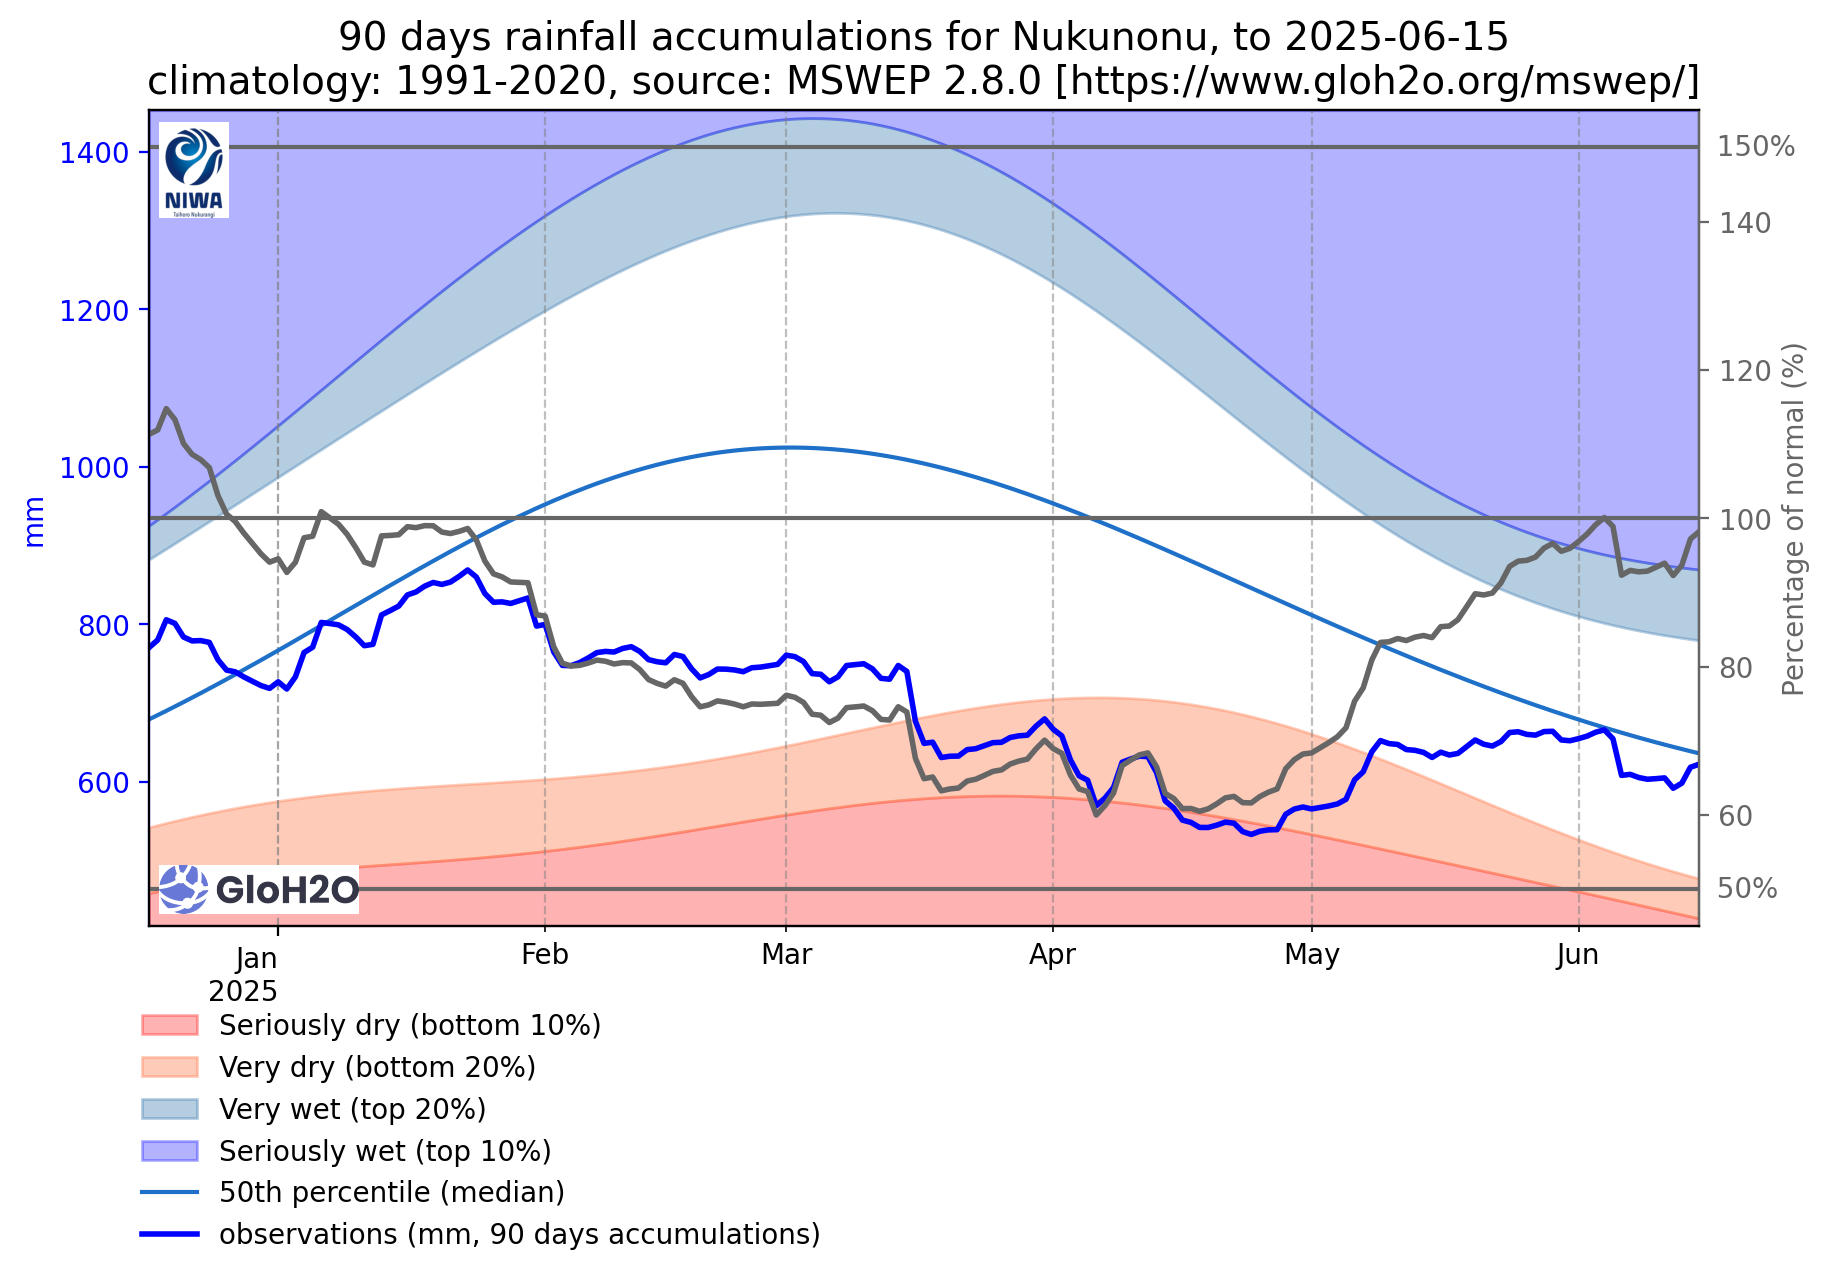 90 days rainfall accumulations for Nukunonu, to 2025-06-15
climatology: 1991-2020, source: MSWEP 2.8.0 [https://www.gloh2o.org/mswep/]
NIWA
Taihoro Nukurangi
1400
1200
1000
800
600
mm
150%
140
120
100
80
60
50%
Percentage of normal (%)
GloH2O
Jan
2025
Feb
Mar
Apr
May
Jun
Seriously dry (bottom 10%)
Very dry (bottom 20%)
Very wet (top 20%)
Seriously wet (top 10%)
50th percentile (median)
observations (mm, 90 days accumulations)